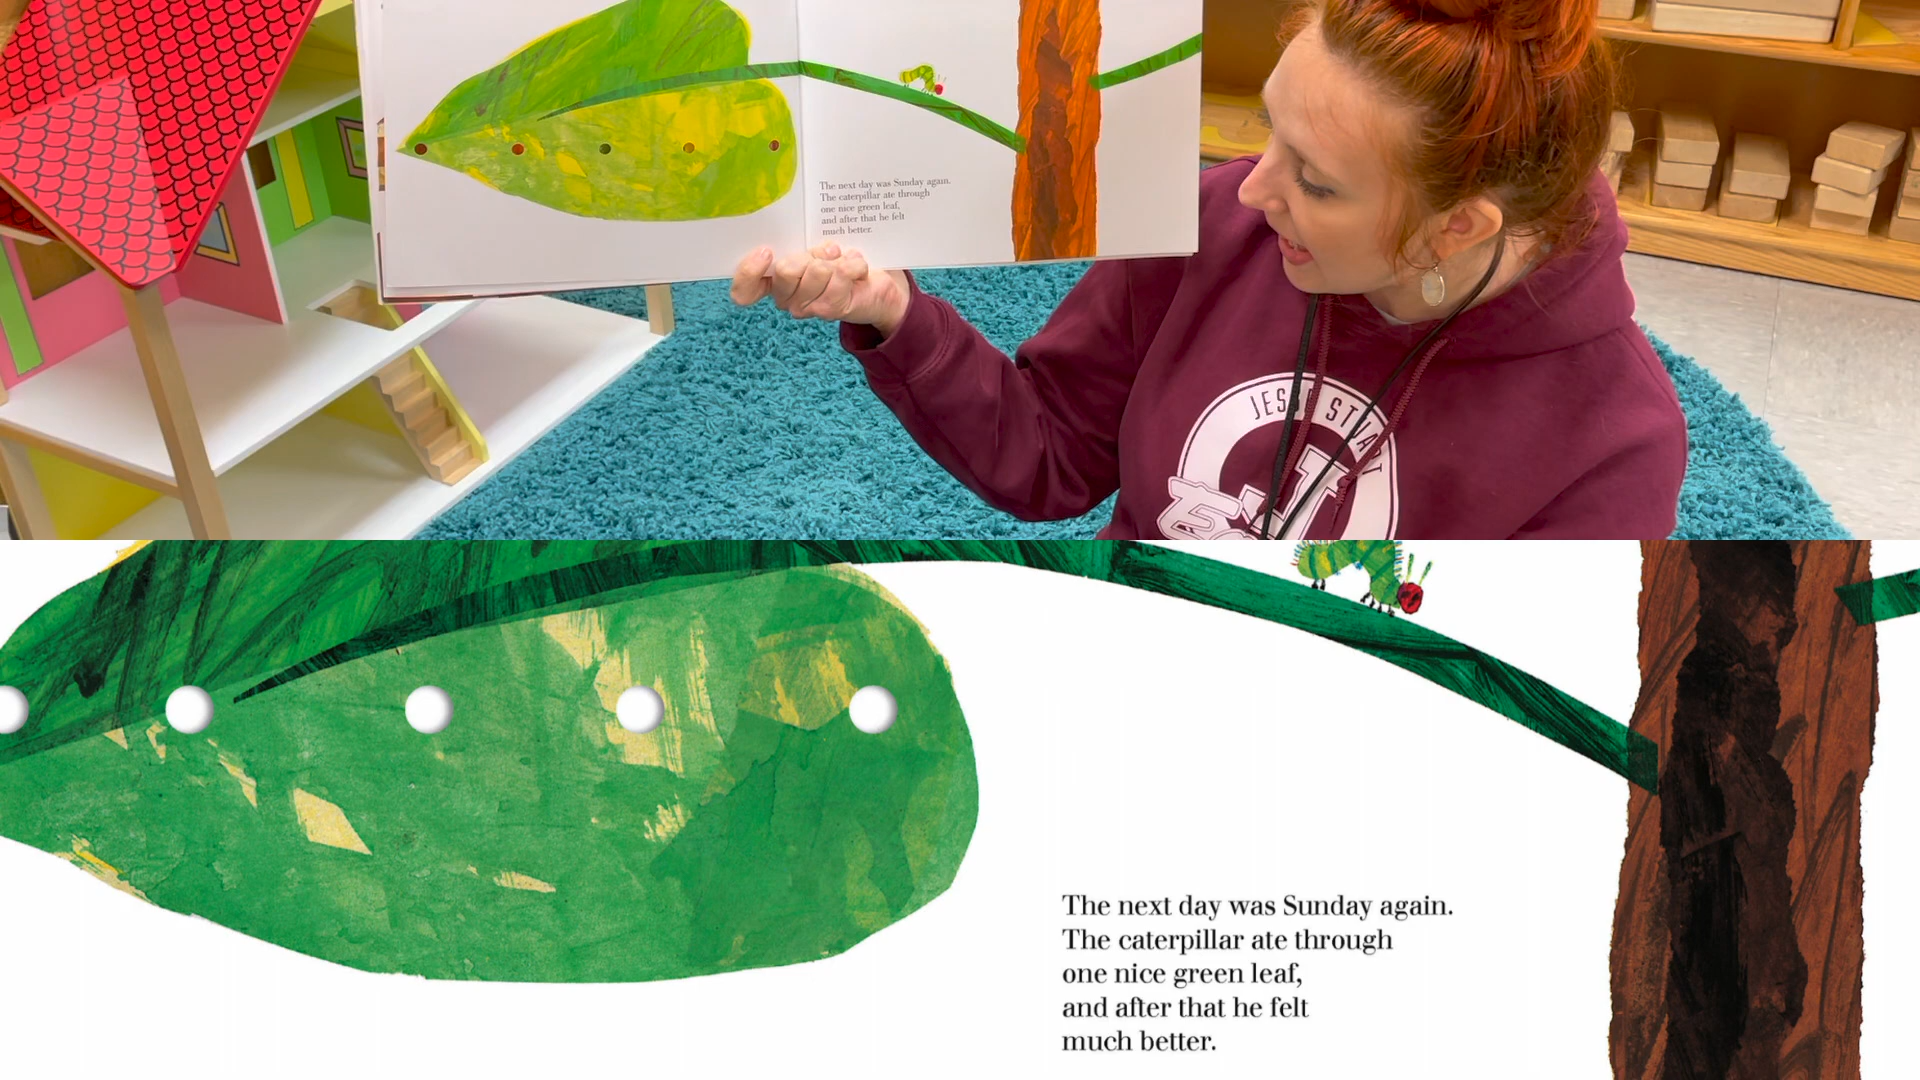 The next day was Sunday again.
The caterpillar ate through
one nice green leaf,
and after that he felt
much better.
JESSE STUART
The next day was Sunday again.
The caterpillar ate through
one nice green leaf,
and after that he felt
much better.